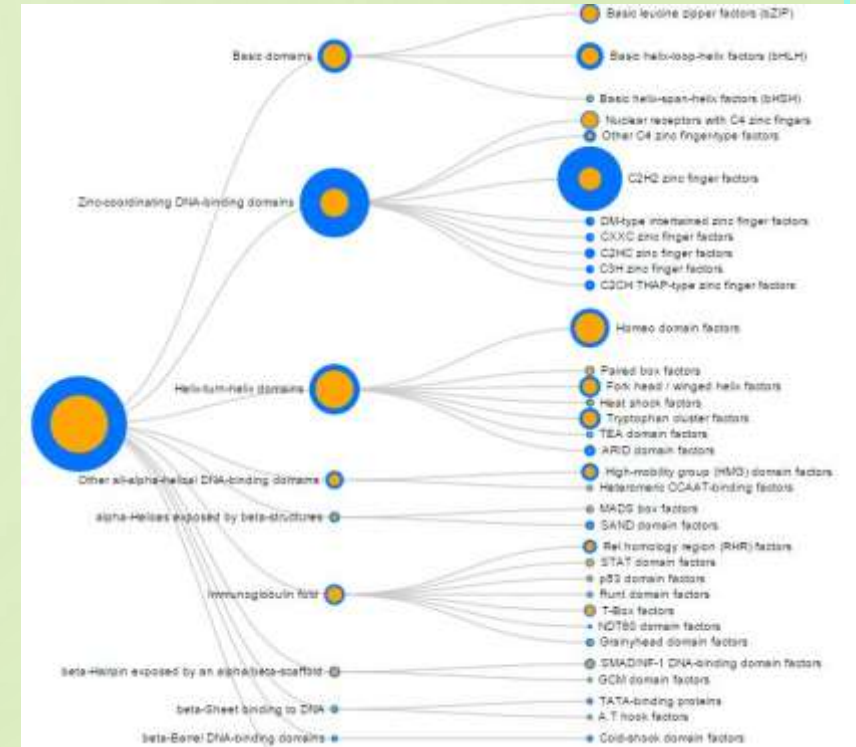 Basic domains
Basic leucine zipper factors (bZIP)
Basic helix-loop-helix factors (bHLH)
Basic helix-span-helix factors (bHSH)
Zinc-coordinating DNA-binding domains
Nuclear receptors with C4 zinc fingers
Other C4 zinc finger-type factors
C2H2 zinc finger factors
DM-type intertwined zinc finger factors
CXXC zinc finger factors
C2HC zinc finger factors
C3H zinc finger factors
C2CH THAP-type zinc finger factors
Helix-turn-helix domains
Homeo domain factors
Paired box factors
Fork head / winged helix factors
Heat shock factors
Tryptophan cluster factors
TEA domain factors
ARID domain factors
Other all-alpha-helical DNA-binding domains
High-mobility group (HMG) domain factors
Heteromeric CCAAT-binding factors
alpha-Helices exposed by beta-structures
MADS box factors
SAND domain factors
Immunoglobulin fold
Rel homology region (RHR) factors
STAT domain factors
p53 domain factors
Runt domain factors
T-Box factors
NDT80 domain factors
Grainyhead domain factors
beta-Hairpin exposed by an alpha/beta-scaffold
SMAD/NF-1 DNA-binding domain factors
GCM domain factors
beta-Sheet binding to DNA
TATA-binding proteins
A.T hook factors
beta-Barrel DNA-binding domains
Cold-shock domain factors